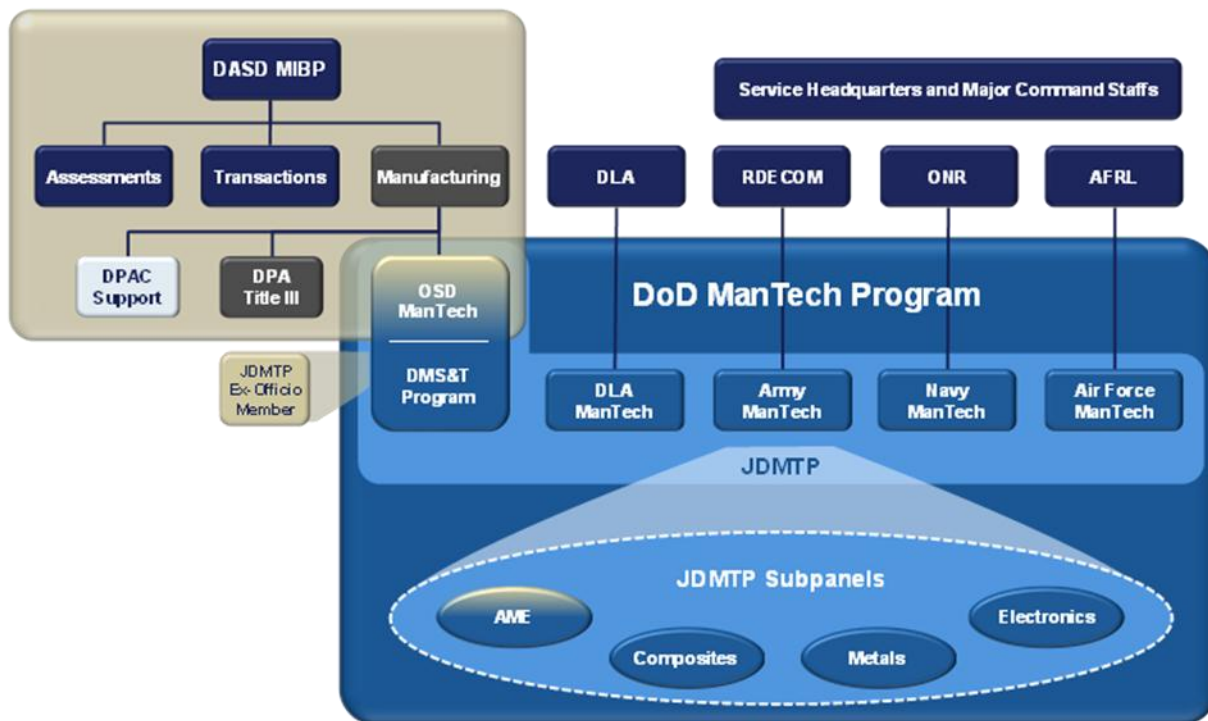 DASD MIBP
Service Headquarters and Major Command Staffs
Assessments
Transactions
Manufacturing
DLA
RDECOM
ONR
AFRL
DPAC
Support
DPA
Title III
OSD
ManTech
DMS&T
Program
DoD ManTech Program
JDMTP
Ex-Officio
Member
DLA
ManTech
Army
ManTech
Navy
ManTech
Air Force
ManTech
JDMTP
JDMTP Subpanels
AME
Composites
Metals
Electronics